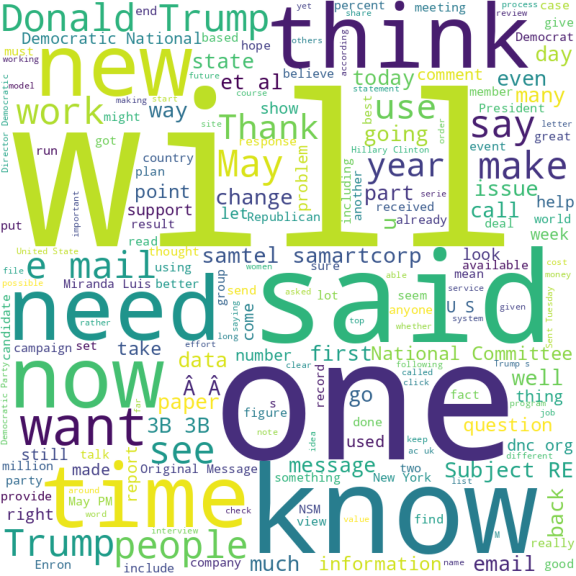 Donald Trump
think
end
yet
percent
meeting
process
share
review
case
others
according
give
Democratic National
based
hope
believe
Democrat
must
working
new
state
day
model
future
et al
today
comment
even
Director Democratic
work
making
start
might
way
course
show
best
statement
use
member
many
site
Thank
going
President
say
letter
great
got
response
Hillary Clinton
order
event
run
country
May
problem
including
year
make
will
important
plan
point
change
another
part
issue
support
let
Republican
u
received
already
serie
call
help
put
result
deal
world
read
week
United State
thought
samtel samartcorp
look
e mail
using
group
women
sure
mean
available
cost
file
possible
Miranda Luis
better
send
able
seem
service
money
need
said
rather
asked
lot
anyone
U S
given
candidate
come
long
saying
top
whether
system
Sent Tuesday
campaign
set
take
effort
number
first
National Committee
Trump s
now
data
clear
following
called
click
program
job
well
Democratic Party
Â Â
s
record
go
fact
thing
far
paper
figure
done
want
3B 3B
one
note
used
question
see
idea
keep
ac uk
different
dnc org
still
talk
report
message
two
list
million
made
Original Message
something
New York
Subject RE
party
around
time
know
provide
May PM
check
NSM
M
back
right
word
view
find
really
Trump
people
interview
value
Enron
include
company
much
information
name
email
good